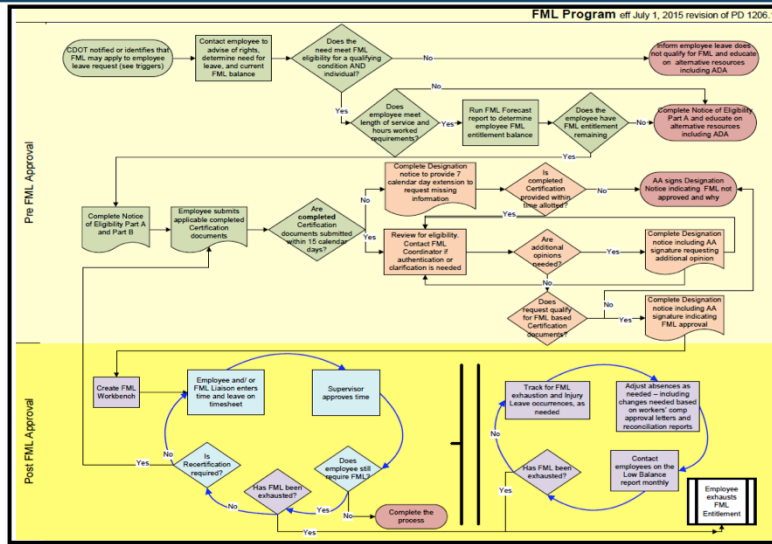 FML Program eff July 1, 2015 revision of PD 1206.
Pre FML Approval
CDOT notified or identifies that
FML may apply to employee
leave request (see triggers)
Contact employee to
advise of rights,
determine need for
leave, and current
FML balance
Does the
need meet FML
eligibility for a qualifying
condition AND
individual?
No
Inform employee leave does
not qualify for FML and educate
on alternative resources
including ADA
Yes
Does
employee meet
length of service and
hours worked
requirements?
No
Yes
Run FML Forecast
report to determine
employee FML
entitlement balance
Does the
employee have
FML entitlement
remaining
No
Complete Notice of Eligibility
Part A and educate on
alternative resources
including ADA
Yes
Complete Notice
of Eligibility Part A
and Part B
Employee submits
applicable completed
Certification
documents
Are
completed
Certification
documents submitted
within 15 calendar
days?
No
Yes
Complete Designation
notice to provide 7
calendar day extension to
request missing
information
Is
completed
Certification
provided within
time allotted?
No
Yes
AA signs Designation
Notice indicating FML not
approved and why
Review for eligibility.
Contact FML
Coordinator if
authentication or
clarification is needed
Are
additional
opinions
needed?
Yes
Complete Designation
notice including AA
signature requesting
additional opinion
No
Does
request qualify
for FML based
Certification
documents?
No
Yes
Complete Designation
notice including AA
signature indicating
FML approval
Post FML Approval
Create FML
Workbench
Employee and/ or
FML Liaison enters
time and leave on
timesheet
Supervisor
approves time
No
Is
Recertification
required?
Yes
Has FML been
exhausted?
No
Yes
Does
employee still
require FML?
Yes
No
Complete the
process
Track for FML
exhaustion and Injury
Leave occurrences, as
needed
Adjust absences as
needed – including
changes needed based
on workers' comp
approval letters and
reconciliation reports
No
Has FML been
exhausted?
Yes
Contact
employees on
the Low Balance
report monthly
Employee
exhausts
FML
Entitlement